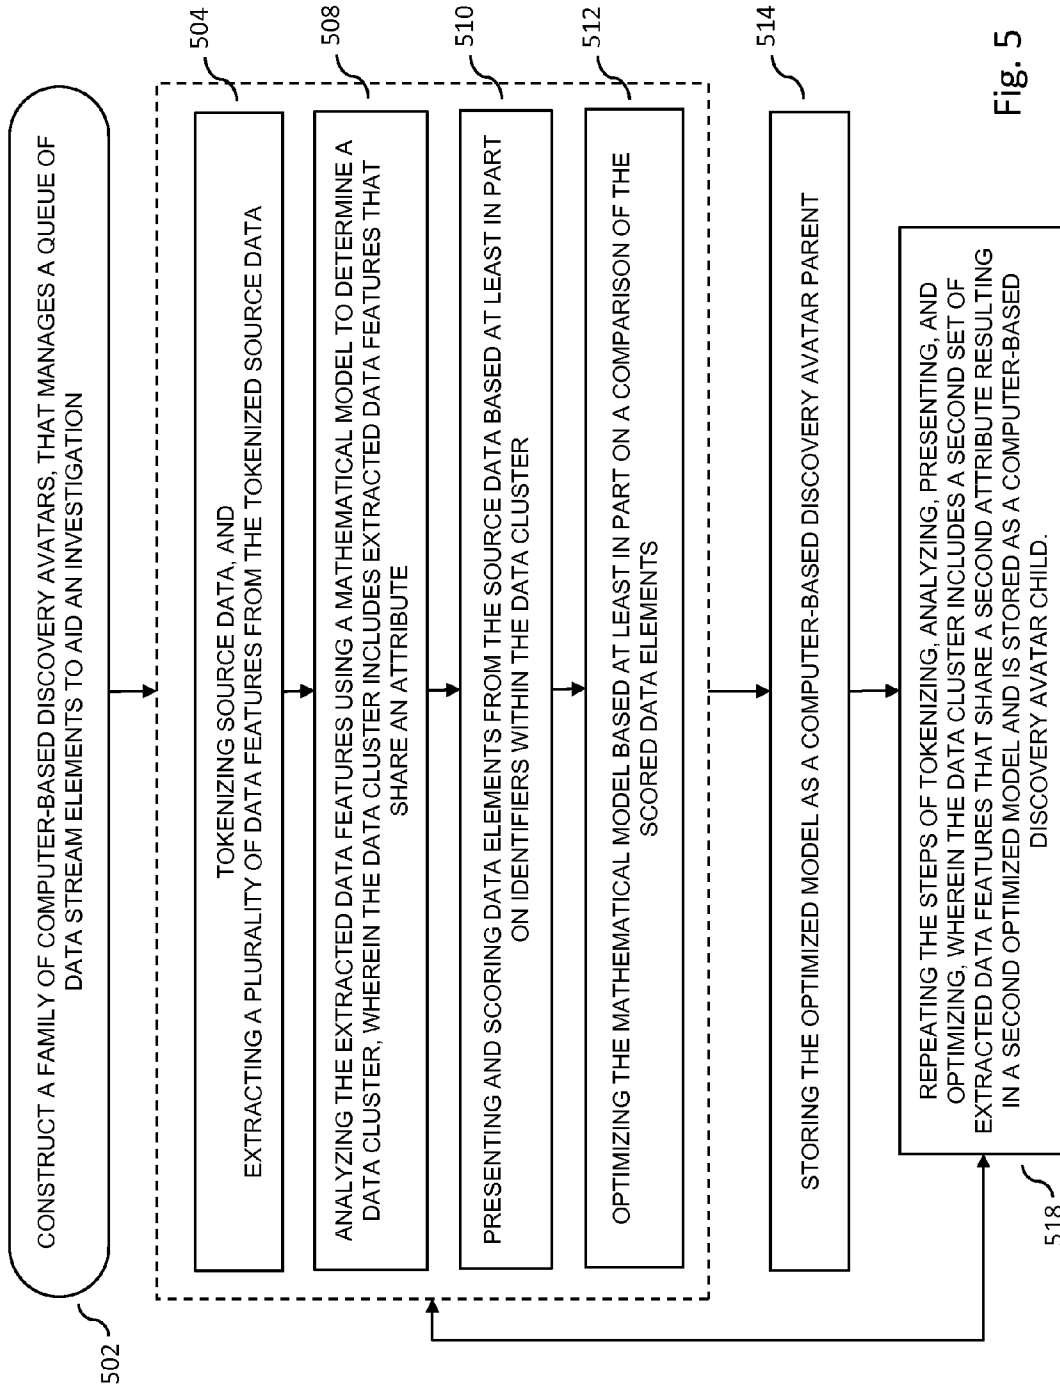 502
CONSTRUCT A FAMILY OF COMPUTER-BASED DISCOVERY AVATARS, THAT MANAGES A QUEUE OF
DATA STREAM ELEMENTS TO AID AN INVESTIGATION
504
TOKENIZING SOURCE DATA, AND
EXTRACTING A PLURALITY OF DATA FEATURES FROM THE TOKENIZED SOURCE DATA
508
ANALYZING THE EXTRACTED DATA FEATURES USING A MATHEMATICAL MODEL TO DETERMINE A
DATA CLUSTER, WHEREIN THE DATA CLUSTER INCLUDES EXTRACTED DATA FEATURES THAT
SHARE AN ATTRIBUTE
510
PRESENTING AND SCORING DATA ELEMENTS FROM THE SOURCE DATA BASED AT LEAST IN PART
ON IDENTIFIERS WITHIN THE DATA CLUSTER
512
OPTIMIZING THE MATHEMATICAL MODEL BASED AT LEAST IN PART ON A COMPARISON OF THE
SCORED DATA ELEMENTS
514
STORING THE OPTIMIZED MODEL AS A COMPUTER-BASED DISCOVERY AVATAR PARENT
REPEATING THE STEPS OF TOKENIZING, ANALYZING, PRESENTING, AND
OPTIMIZING, WHEREIN THE DATA CLUSTER INCLUDES A SECOND SET OF
EXTRACTED DATA FEATURES THAT SHARE A SECOND ATTRIBUTE RESULTING
IN A SECOND OPTIMIZED MODEL AND IS STORED AS A COMPUTER-BASED
DISCOVERY AVATAR CHILD.
518
Fig. 5